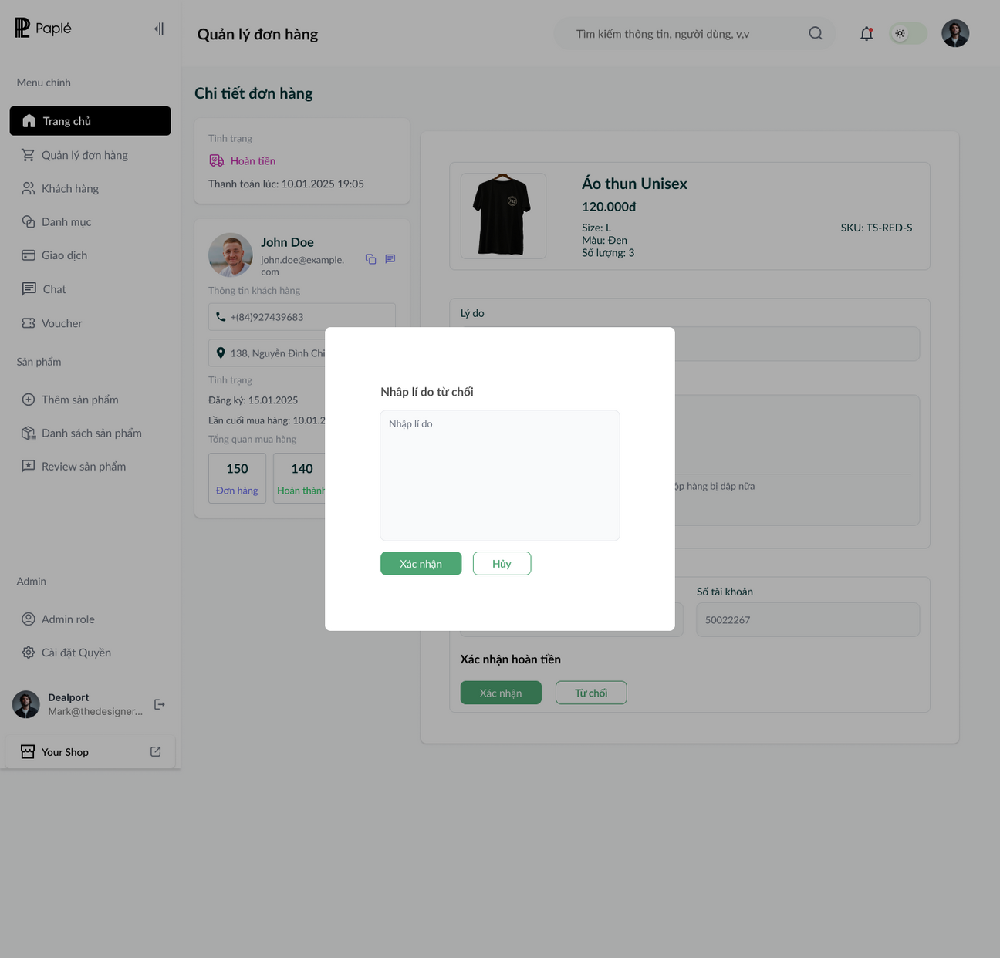 Paplé
Menu chính
Trang chủ
Quản lý đơn hàng
Khách hàng
Danh mục
Giao dịch
Chat
Voucher
Sản phẩm
Thêm sản phẩm
Danh sách sản phẩm
Review sản phẩm
Admin
Admin role
Cài đặt Quyền
Dealport
Mark@thedesigner...
Your Shop
Quản lý đơn hàng
Tìm kiếm thông tin, người dùng, v,v
Chi tiết đơn hàng
Tình trạng
Hoàn tiền
Thanh toán lúc: 10.01.2025 19:05
John Doe
john.doe@example.
com
Thông tin khách hàng
+(84)927439683
138, Nguyễn Đình Chi
Tình trạng
Đăng ký: 15.01.2025
Lần cuối mua hàng: 10.01.2
Tổng quan mua hàng
150
Đơn hàng
140
Hoàn thành
Áo thun Unisex
120.000đ
Size: L
SKU: TS-RED-S
Màu: Đen
Số lượng: 3
Lý do
ộp hàng bị dập nữa
Số tài khoản
50022267
Xác nhận hoàn tiền
Xác nhận
Từ chối
Nhâp lí do từ chối
Nhập lí do
Xác nhận
Hủy